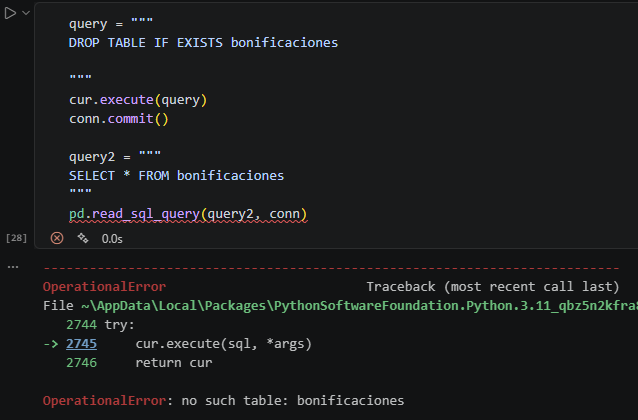 query = """
DROP TABLE IF EXISTS bonificaciones
"""
cur.execute(query)
conn.commit()
query2 = """
SELECT * FROM bonificaciones
"""
pd.read_sql_query(query2, conn)
[28] 0.0s
...
---------------------------------------------------------------------------
OperationalError Traceback (most recent call last)
File ~\AppData\Local\Packages\PythonSoftwareFoundation.Python.3.11_qbz5n2kfra8
2744 try:
-> 2745 cur.execute(sql, *args)
2746 return cur
OperationalError: no such table: bonificaciones